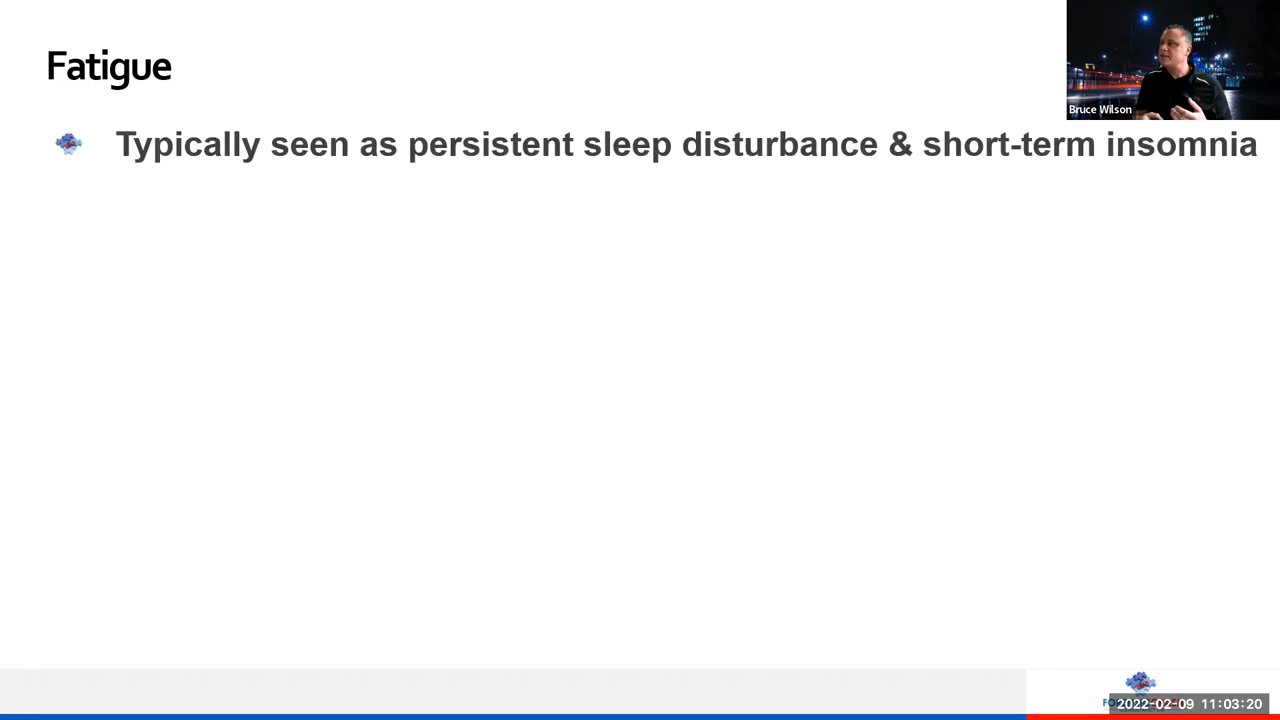 Fatigue
Bruce Wilson
Typically seen as persistent sleep disturbance & short-term insomnia
2022-02-09 11:03:20